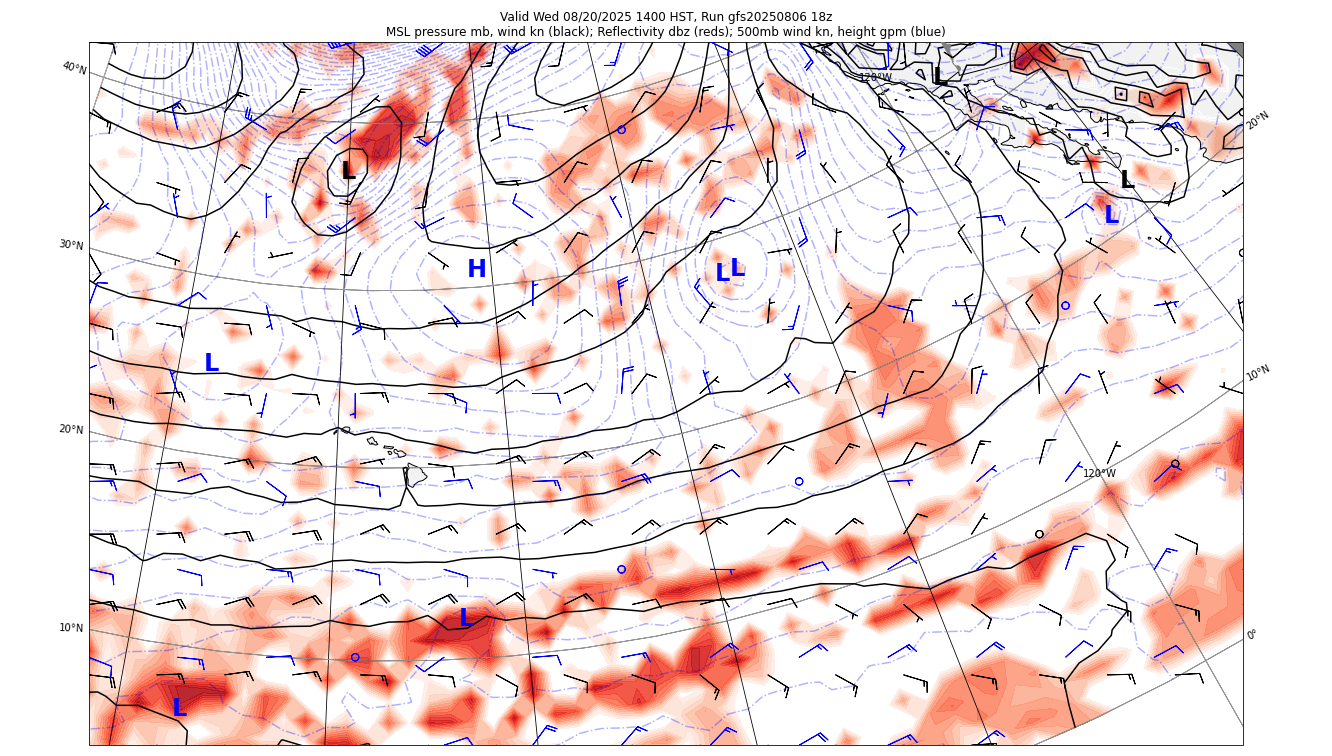 Valid Wed 08/20/2025 1400 HST, Run gfs20250806 18z
MSL pressure mb, wind kn (black); Reflectivity dbz (reds); 500mb wind kn, height gpm (blue)
40°N
120°W
L
20°N
L
L
L
30°N
H
L
L
L
10°N
20°N
120°W
10°N
L
0°
L